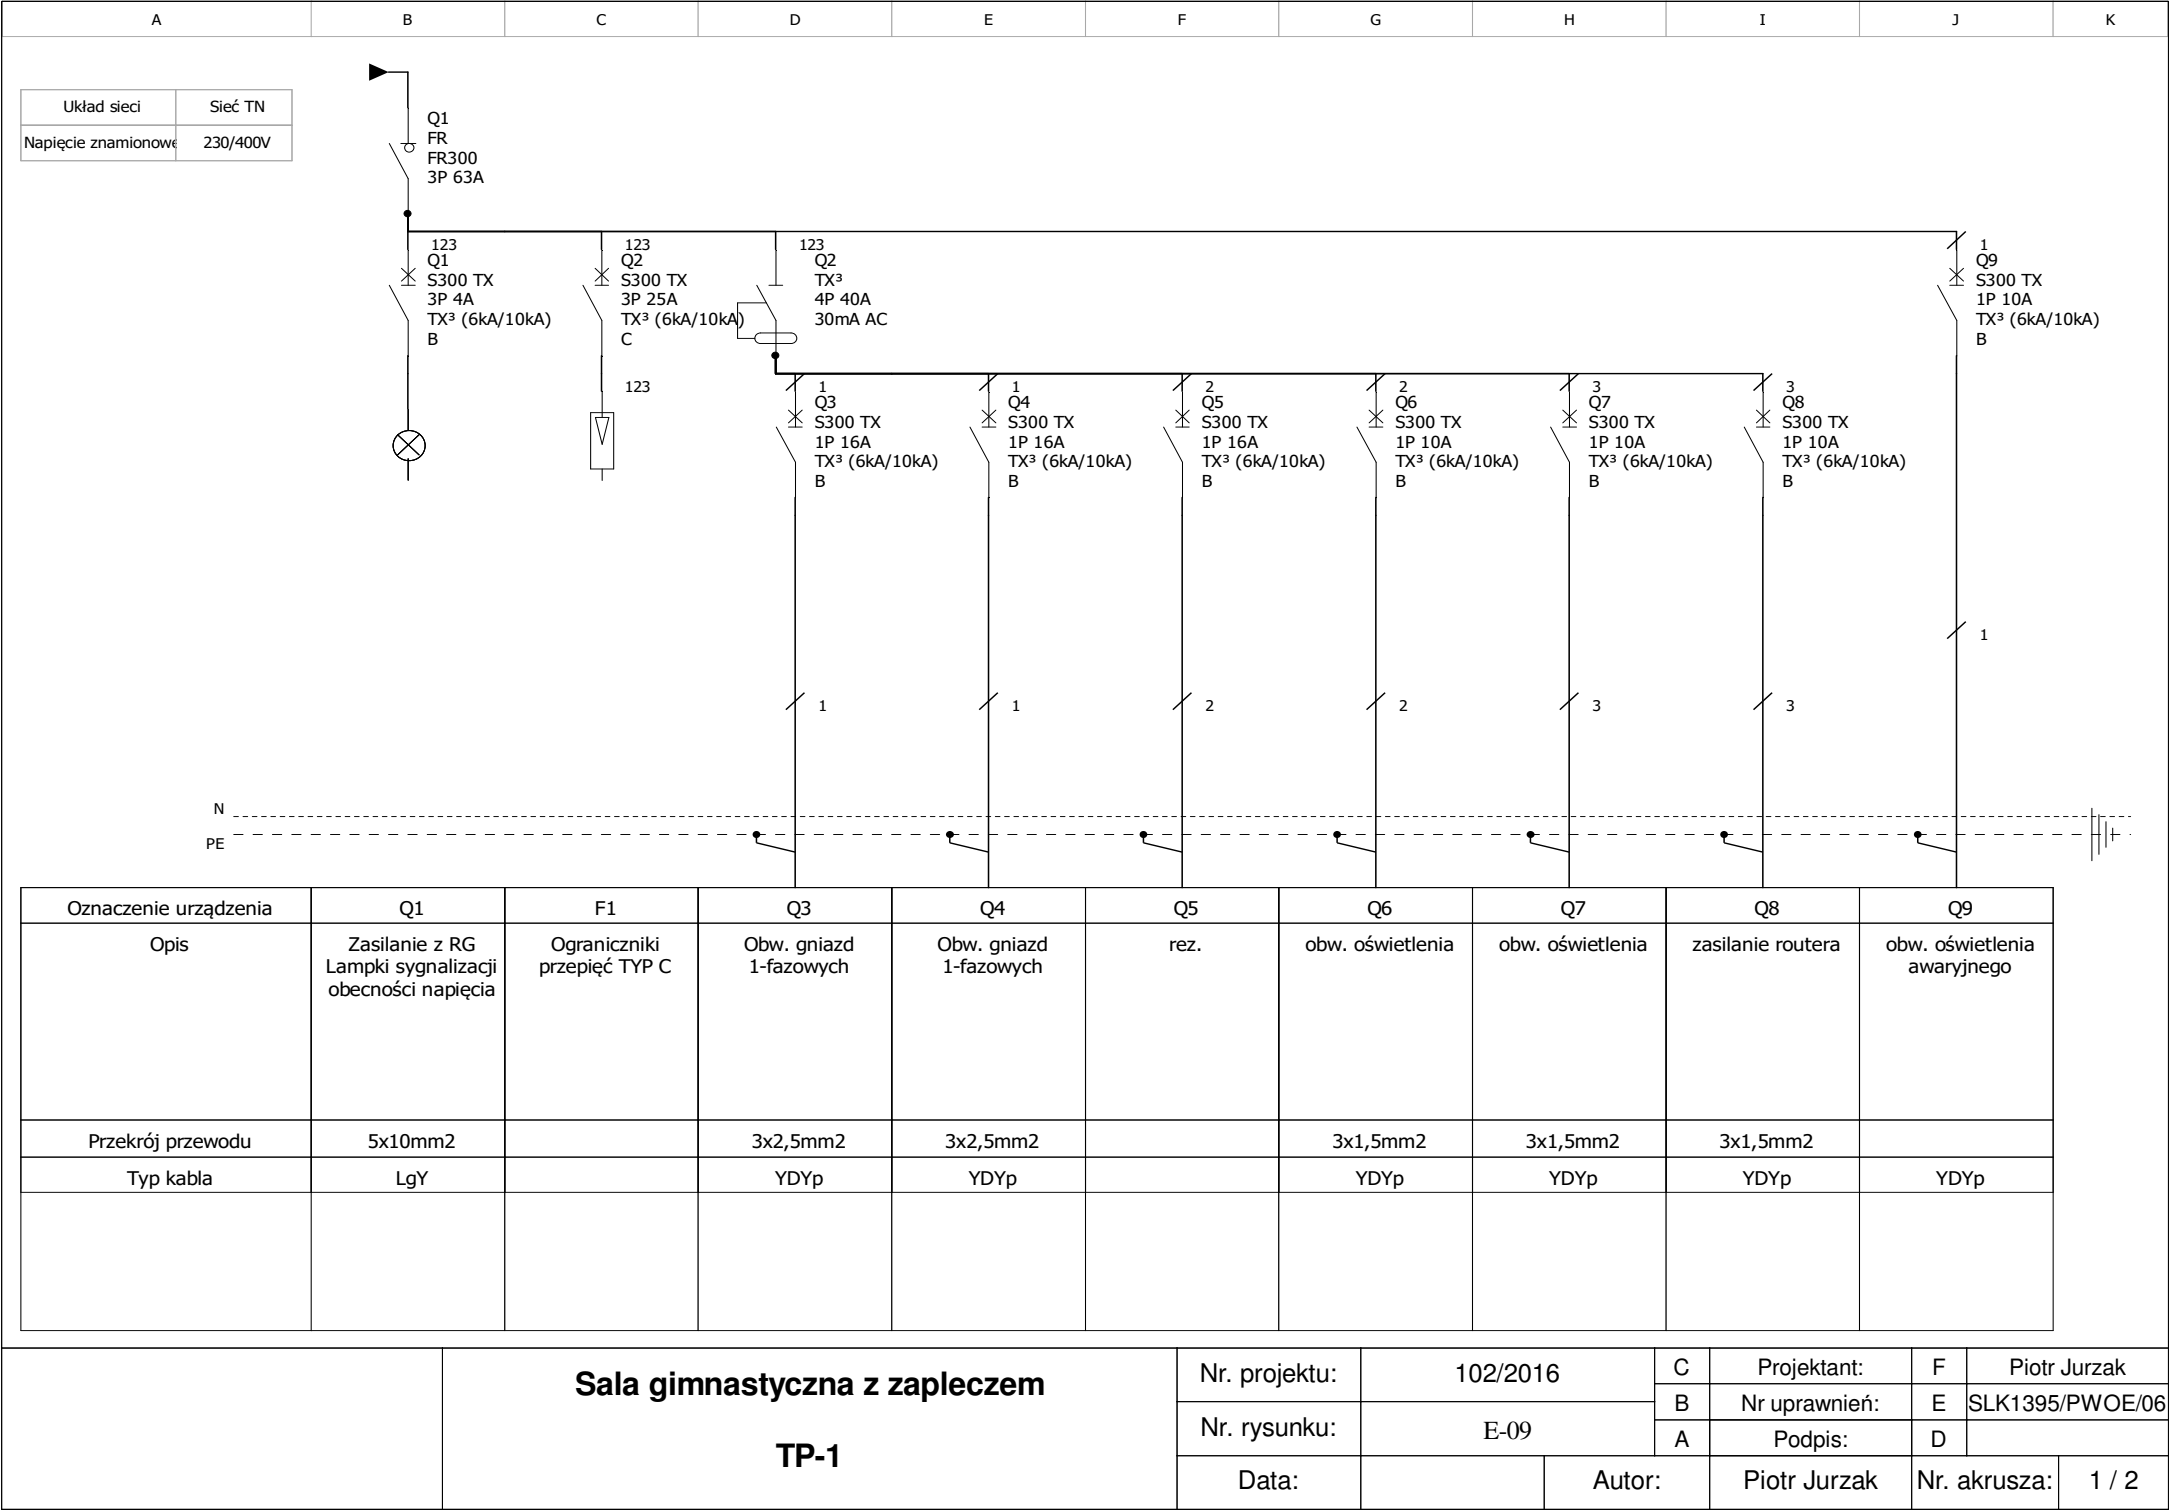 A B C D E F G H I J K
Układ sieci Sieć TN
Napięcie znamionowe 230/400V
Q1
FR
FR300
3P 63A
123
Q1
S300 TX
3P 4A
TX³ (6kA/10kA)
B
123
Q2
S300 TX
3P 25A
TX³ (6kA/10kA)
C
123
123
Q2
TX³
4P 40A
30mA AC
1
Q9
S300 TX
1P 10A
TX³ (6kA/10kA)
B
1
Q3
S300 TX
1P 16A
TX³ (6kA/10kA)
B
1
Q4
S300 TX
1P 16A
TX³ (6kA/10kA)
B
2
Q5
S300 TX
1P 16A
TX³ (6kA/10kA)
B
2
Q6
S300 TX
1P 10A
TX³ (6kA/10kA)
B
3
Q7
S300 TX
1P 10A
TX³ (6kA/10kA)
B
3
Q8
S300 TX
1P 10A
TX³ (6kA/10kA)
B
1
1 1 2 2 3 3
N
PE
Oznaczenie urządzenia Q1 F1 Q3 Q4 Q5 Q6 Q7 Q8 Q9
Opis
Zasilanie z RG
Lampki sygnalizacji
obecności napięcia
Ograniczniki
przepięć TYP C
Obw. gniazd
1-fazowych
Obw. gniazd
1-fazowych
rez.
obw. oświetlenia
obw. oświetlenia
zasilanie routera
obw. oświetlenia
awaryjnego
Przekrój przewodu 5x10mm2 3x2,5mm2 3x2,5mm2 3x1,5mm2 3x1,5mm2 3x1,5mm2
Typ kabla LgY YDYp YDYp YDYp YDYp YDYp YDYp
Sala gimnastyczna z zapleczem
TP-1
Nr. projektu: 102/2016
Nr. rysunku: E-09
Data:
C Projektant: F Piotr Jurzak
B Nr uprawnień: E SLK1395/PWOE/06
A Podpis: D
Autor: Piotr Jurzak Nr. akrusza: 1 / 2